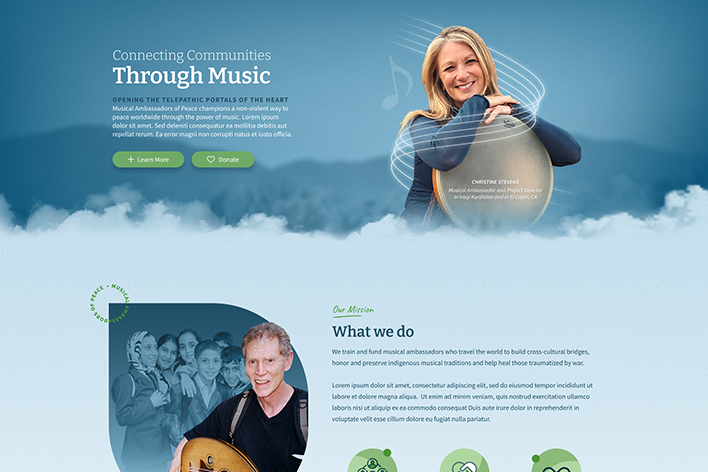 Connecting Communities
Through Music
OPENING THE TELEPATHIC PORTALS OF THE HEART
Musical Ambassadors of Peace champions a non-violent way to
peace worldwide through the power of music. Lorem ipsum
dolor sit amet. Sed deleniti consequatur ea mollitia debitis aut
repellat rerum. Ea error magni non corrupti natus et iusto officia.
+ Learn More
Donate
CHRISTINE STEVENS
Musical Ambassador and Project Director
in Iraqi Kurdistan and in El Cajon, CA
MUSICAL AMBASSADORS OF PEACE •
Our Mission
What we do
We train and fund musical ambassadors who travel the world to build cross-cultural bridges,
honor and preserve indigenous musical traditions and help heal those traumatized by war.
Lorem ipsum dolor sit amet, consectetur adipiscing elit, sed do eiusmod tempor incididunt ut
labore et dolore magna aliqua. Ut enim ad minim veniam, quis nostrud exercitation ullamco
laboris nisi ut aliquip ex ea commodo consequat Duis aute irure dolor in reprehenderit in
voluptate velit esse cillum dolore eu fugiat nulla pariatur.